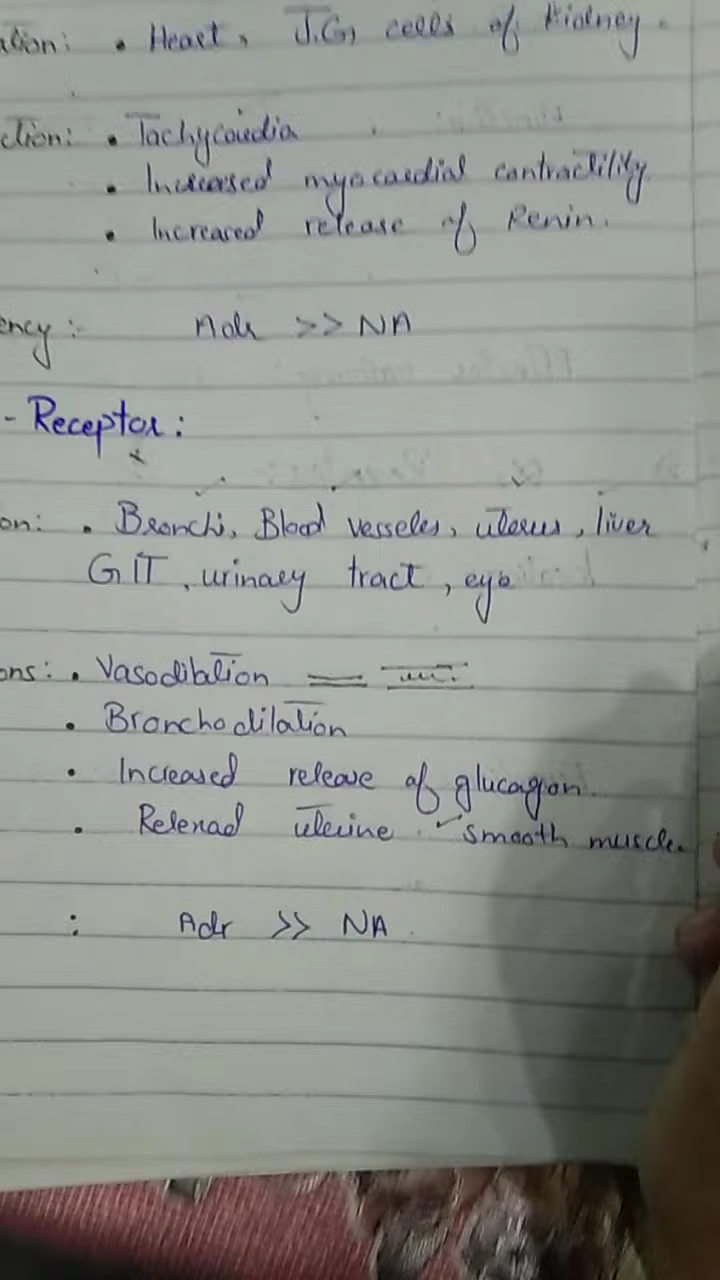 ation: • Heart, J.G, cells of Kidney.
ction: • Tachycardia
• Increased myocardial contractility
• Increased release of Renin.
ency: Adr >> NA
- Receptor:
on: • Bronchi, Blood vesseles, uterus, liver
GIT, urinary tract, eye
ons: • Vasodilation
• Bronchodilation
• Increased release of glucagon.
• Relexad uterine smooth muscle.
: Adr >> NA.